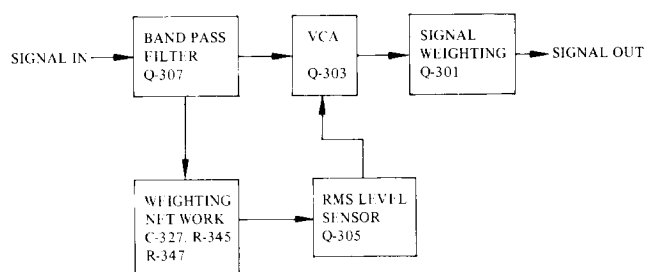 BAND PASS
FILTER
Q-307
VCA
Q-303
SIGNAL
WEIGHTING
Q-301
SIGNAL IN
SIGNAL OUT
WEIGHTING
NET WORK
C-327, R-345
R-347
RMS LEVEL
SENSOR
Q-305